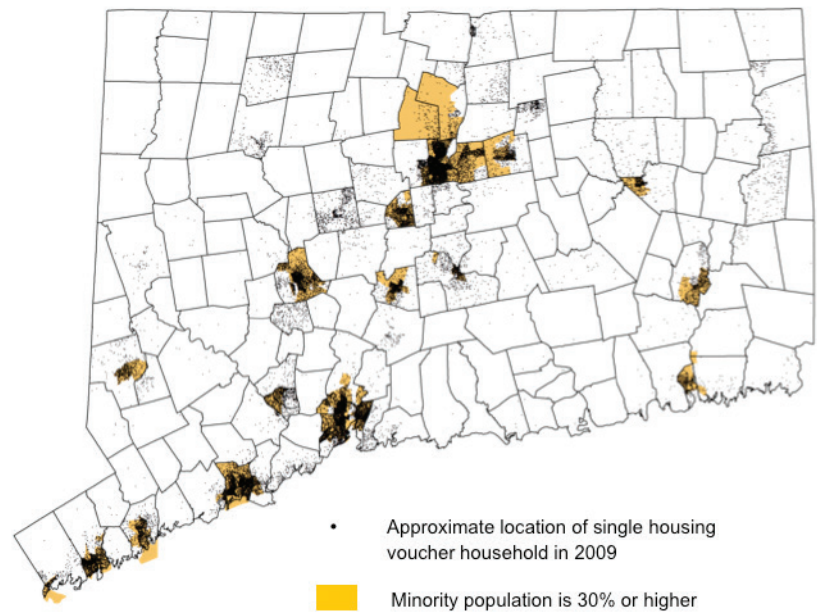 Approximate location of single housing
voucher household in 2009
Minority population is 30% or higher